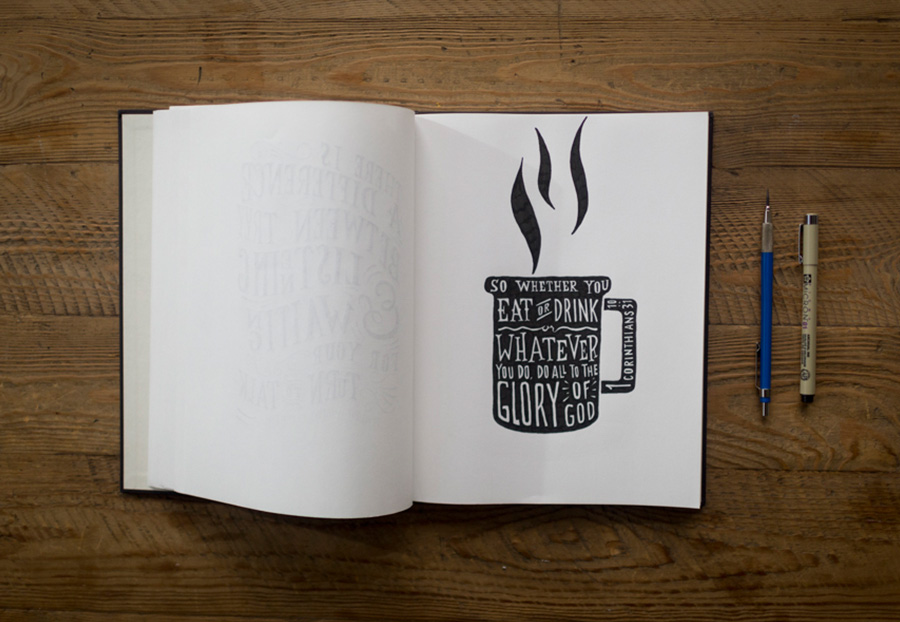 SO WHETHER YOU
EAT OR DRINK
OR
WHATEVER
YOU DO, DO ALL TO THE
GLORY OF
GOD
1 CORINTHIANS 10 31